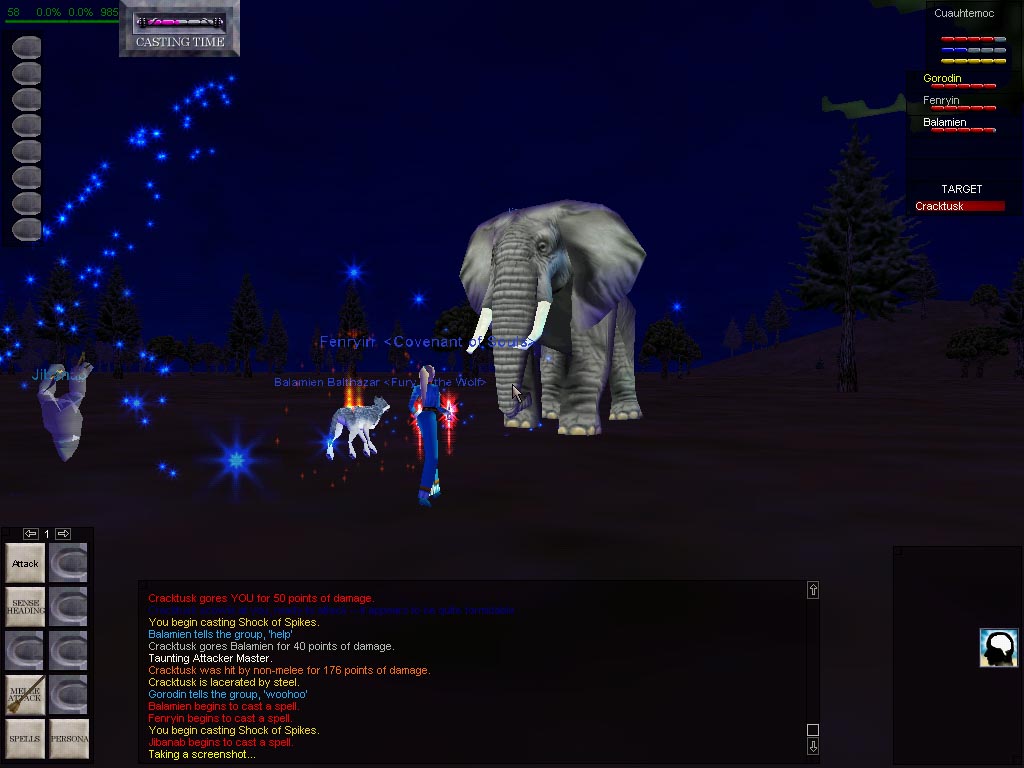 58 0.0% 0.0% 985
CASTING TIME
Cuauhtemoc
Gorodin
Fenryin
Balamien
TARGET
Cracktusk
Fenryin <Covenant of Souls>
Balamien Balthazar <Fury of the Wolf>
1
Attack
SENSE HEADING
MELEE ATTACK
SPELLS
PERSONA
Cracktusk gores YOU for 50 points of damage.
You begin casting Shock of Spikes.
Balamien tells the group, 'help'
Cracktusk gores Balamien for 40 points of damage.
Taunting Attacker Master.
Cracktusk was hit by non-melee for 176 points of damage.
Cracktusk is lacerated by steel.
Gorodin tells the group, 'woohoo'
Balamien begins to cast a spell.
Fenryin begins to cast a spell.
You begin casting Shock of Spikes.
Jibanab begins to cast a spell.
Taking a screenshot...